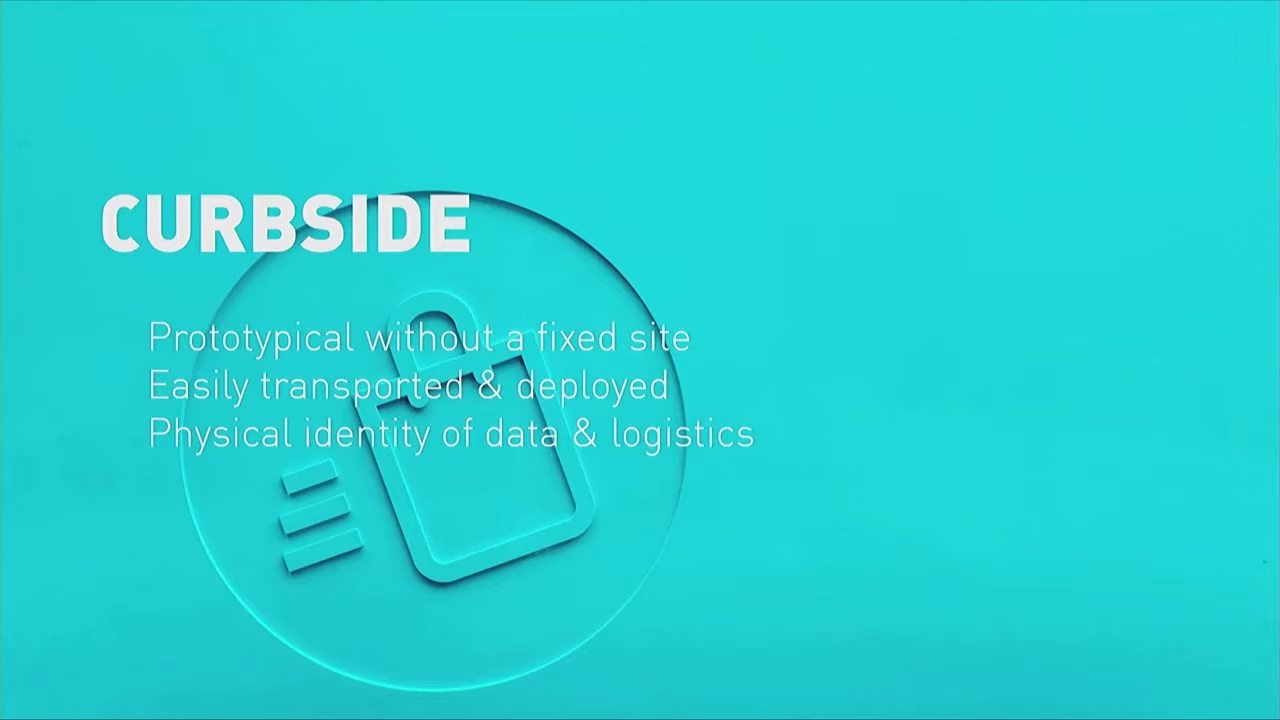 CURBSIDE
Prototypical without a fixed site
Easily transported & deployed
Physical identity of data & logistics